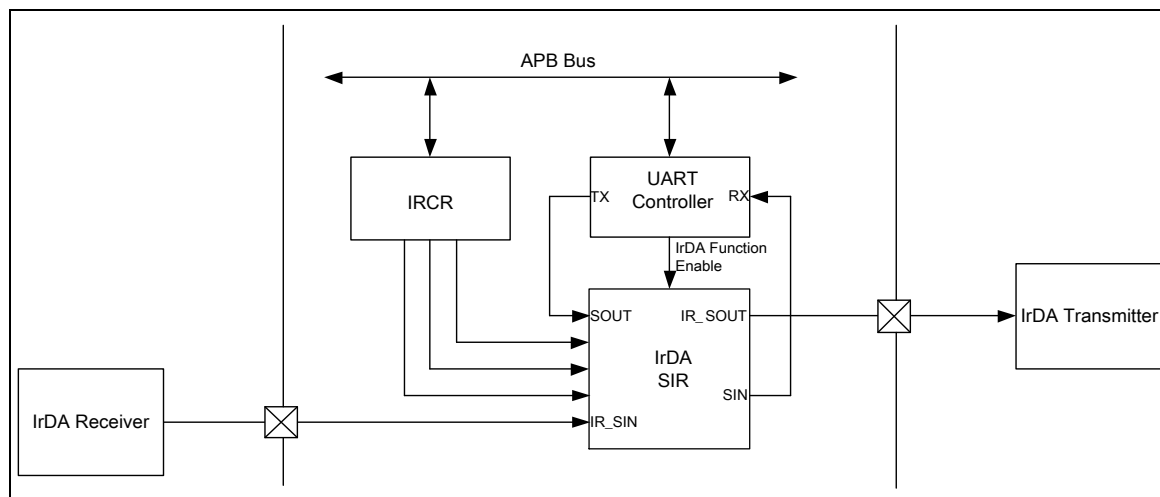 APB Bus
IRCR
UART
Controller
TX
RX
IrDA Function
Enable
SOUT
IR_SOUT
IrDA
SIR
SIN
IR_SIN
IrDA Receiver
IrDA Transmitter